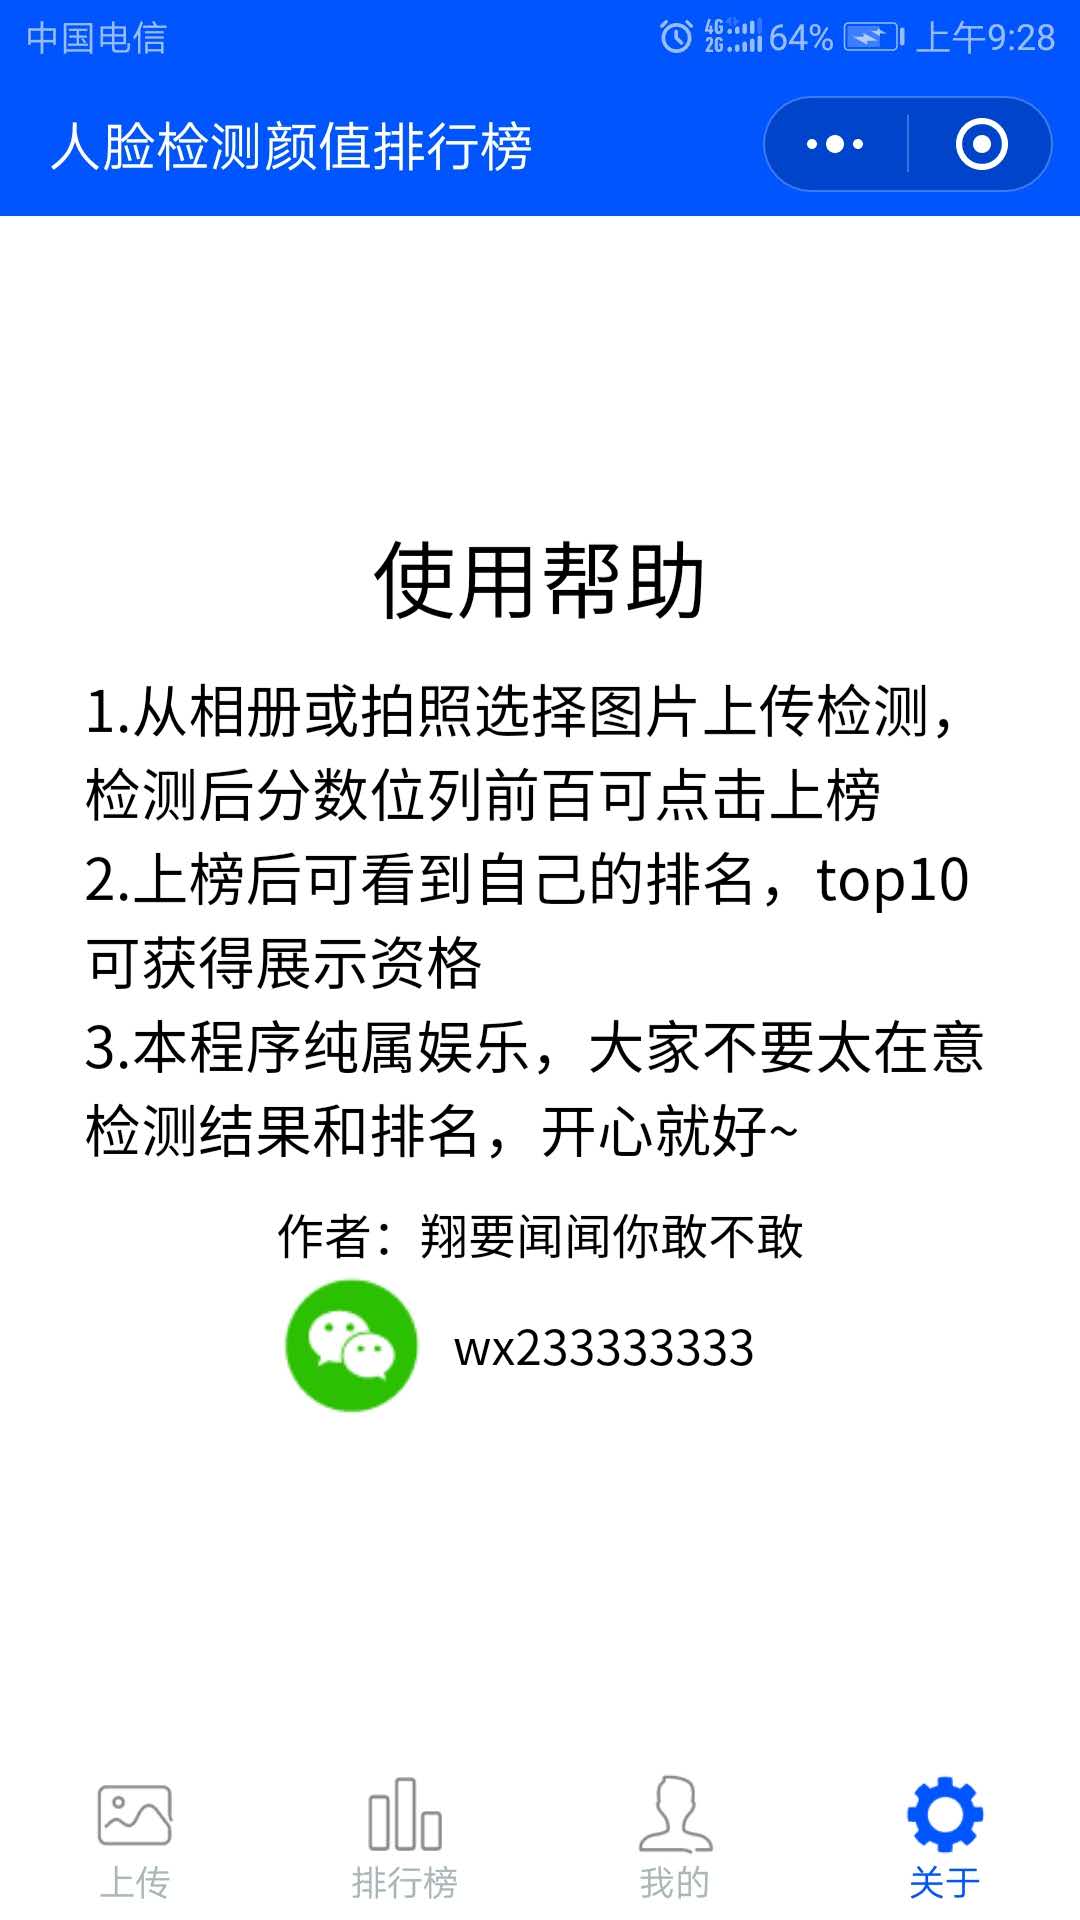 中国电信
4G
2G
64%
上午9:28
人脸检测颜值排行榜
使用帮助
1.从相册或拍照选择图片上传检测，
检测后分数位列前百可点击上榜
2.上榜后可看到自己的排名，top10
可获得展示资格
3.本程序纯属娱乐，大家不要太在意
检测结果和排名，开心就好~
作者：翔要闻闻你敢不敢
wx233333333
上传
排行榜
我的
关于